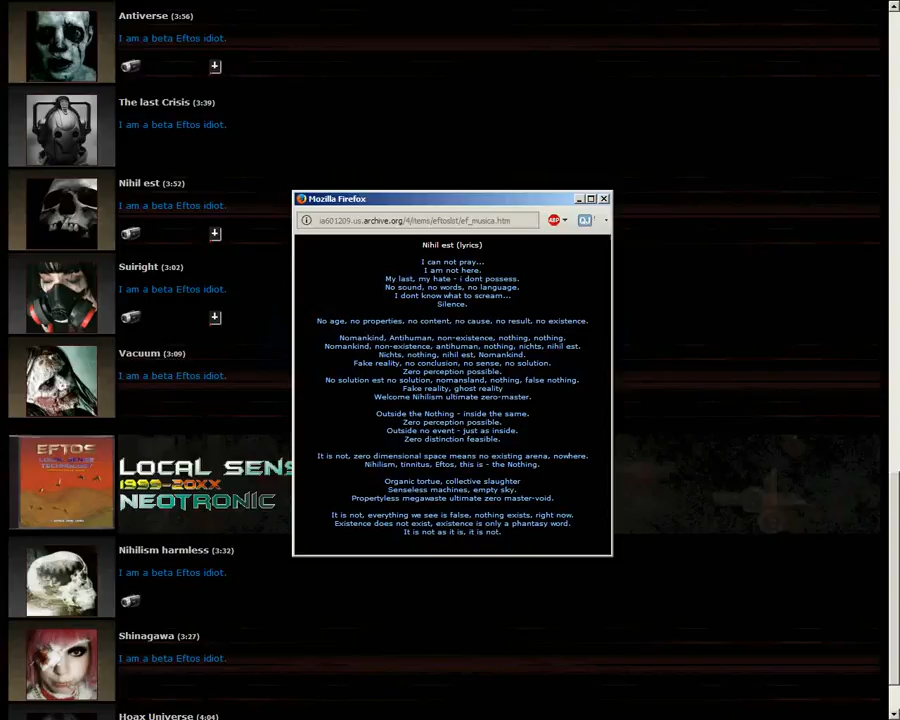 Antiverse (3:56)
I am a beta Eftos idiot.
The last Crisis (3:39)
I am a beta Eftos idiot.
Nihil est (3:52)
I am a beta Eftos idiot.
Suiright (3:02)
I am a beta Eftos idiot.
Vacuum (3:09)
I am a beta Eftos idiot.
EFTOS
LOCAL SENSE
TECHNOLOGY
LOCAL SENS
1999-20XX
NEOTRONIC
Nihilism harmless (3:32)
I am a beta Eftos idiot.
Shinagawa (3:27)
I am a beta Eftos idiot.
Hoax Universe (4:04)
Mozilla Firefox
ia601209.us.archive.org/4/items/eftoslst/ef_musica.htm
ABP
Nihil est (lyrics)
I can not pray...
I am not here.
My last, my hate - i dont possess.
No sound, no words, no language.
I dont know what to scream...
Silence.
No age, no properties, no content, no cause, no result, no existence.
Nomankind, Antihuman, non-existence, nothing, nothing.
Nomankind, non-existence, antihuman, nothing, nichts, nihil est.
Nichts, nothing, nihil est, Nomankind.
Fake reality, no conclusion, no sense, no solution.
Zero perception possible.
No solution est no solution, nomansland, nothing, false nothing.
Fake reality, ghost reality
Welcome Nihilism ultimate zero-master.
Outside the Nothing - inside the same.
Zero perception possible.
Outside no event - just as inside.
Zero distinction feasible.
It is not, zero dimensional space means no existing arena, nowhere.
Nihilism, tinnitus, Eftos, this is - the Nothing.
Organic tortue, collective slaughter
Senseless machines, empty sky.
Propertyless megawaste ultimate zero master-void.
It is not, everything we see is false, nothing exists, right now.
Existence does not exist, existence is only a phantasy word.
It is not as it is, it is not.